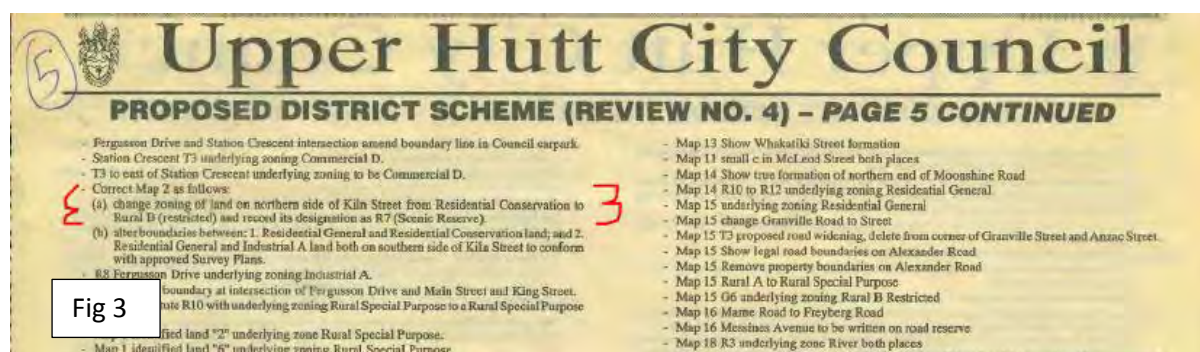 5
Upper Hutt City Council
PROPOSED DISTRICT SCHEME (REVIEW NO. 4) – PAGE 5 CONTINUED
- Fergusson Drive and Station Crescent intersection amend boundary line in Council carpark.
- Station Crescent T3 underlying zoning Commercial D.
- T3 to east of Station Crescent underlying zoning to be Commercial D.
- Correct Map 2 as follows:
(a) change zoning of land on northern side of Kiln Street from Residential Conservation to
Rural B (restricted) and record its designation as R7 (Scenic Reserve).
(b) alter boundaries between: 1. Residential General and Residential Conservation land; and 2.
Residential General and Industrial A land both on southern side of Kiln Street to conform
with approved Survey Plans.
- R8 Fergusson Drive underlying zoning Industrial A.
boundary at intersection of Fergusson Drive and Main Street and King Street.
R10 with underlying zoning Rural Special Purpose to a Rural Special Purpose
land "2" underlying zone Rural Special Purpose.
- Map 1 identified land "6" underlying zoning Rural Special Purpose.
Fig 3
- Map 13 Show Whakatiki Street formation
- Map 11 small c in McLeod Street both places
- Map 14 Show true formation of northern end of Moonshine Road
- Map 14 R10 to R12 underlying zoning Residential General
- Map 15 underlying zoning Residential General
- Map 15 change Granville Road to Street
- Map 15 T3 proposed road widening, delete from corner of Granville Street and Anzac Street.
- Map 15 Show legal road boundaries on Alexander Road
- Map 15 Remove property boundaries on Alexander Road
- Map 15 Rural A to Rural Special Purpose
- Map 15 G6 underlying zoning Rural B Restricted
- Map 16 Marne Road to Freyberg Road
- Map 16 Messines Avenue to be written on road reserve
- Map 18 R3 underlying zone River both places